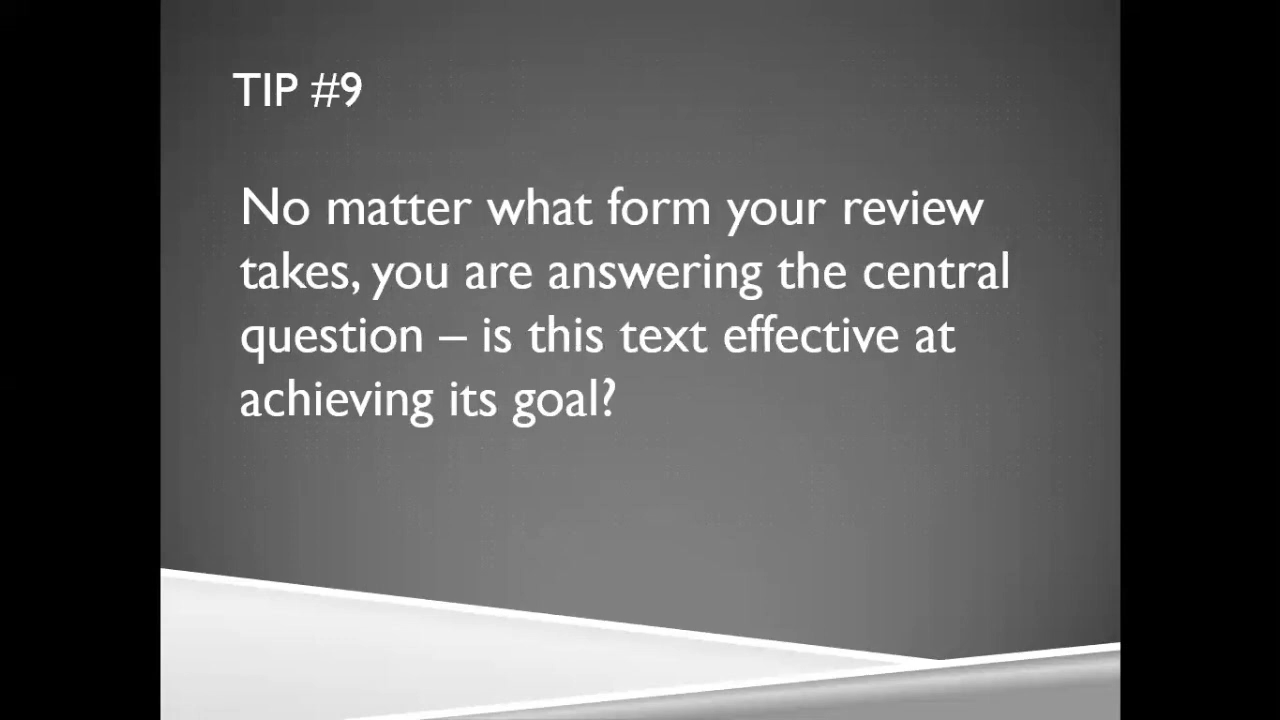 TIP #9
No matter what form your review
takes, you are answering the central
question – is this text effective at
achieving its goal?